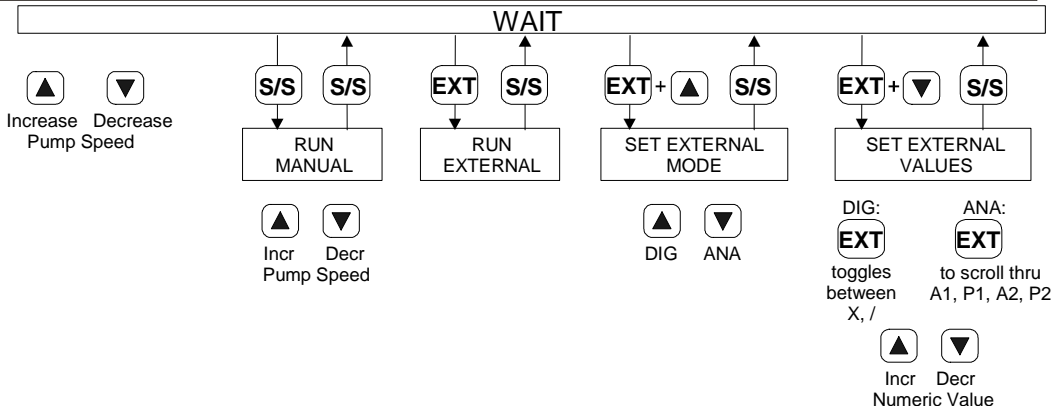 WAIT
S/S S/S EXT S/S EXT + S/S EXT + S/S
Increase Decrease
Pump Speed
RUN
MANUAL
RUN
EXTERNAL
SET EXTERNAL
MODE
SET EXTERNAL
VALUES
Incr Decr
Pump Speed
DIG ANA
DIG:
EXT
toggles
between
X, /
ANA:
EXT
to scroll thru
A1, P1, A2, P2
Incr Decr
Numeric Value